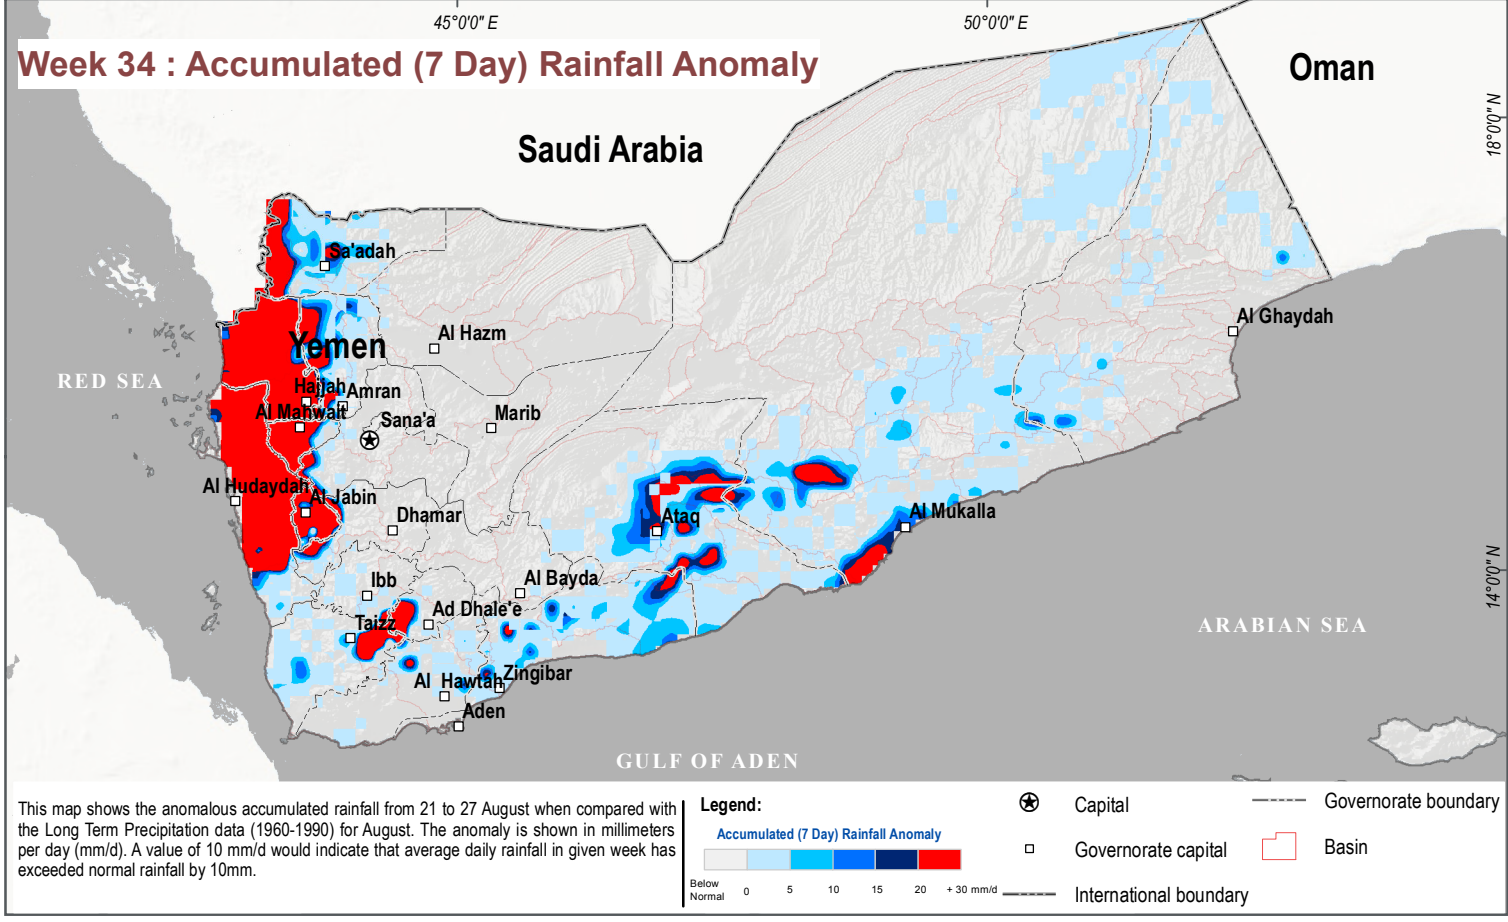 45°0'0" E
50°0'0" E
Week 34 : Accumulated (7 Day) Rainfall Anomaly
Oman
18°0'0" N
Saudi Arabia
Sa'adah
Al Ghaydah
Al Hazm
Yemen
RED SEA
Hajjah
Amran
Al Mahwait
Sana'a
Marib
Al Hudaydah
Al Jabin
Dhamar
Ataq
Al Mukalla
14°0'0" N
Ibb
Al Bayda
Ad Dhale'e
Taizz
ARABIAN SEA
Al Hawtah
Zingibar
Aden
GULF OF ADEN
This map shows the anomalous accumulated rainfall from 21 to 27 August when compared with
the Long Term Precipitation data (1960-1990) for August. The anomaly is shown in millimeters
per day (mm/d). A value of 10 mm/d would indicate that average daily rainfall in given week has
exceeded normal rainfall by 10mm.
Legend:
Accumulated (7 Day) Rainfall Anomaly
Below
Normal
0
5
10
15
20
+ 30 mm/d
Capital
Governorate capital
International boundary
Governorate boundary
Basin